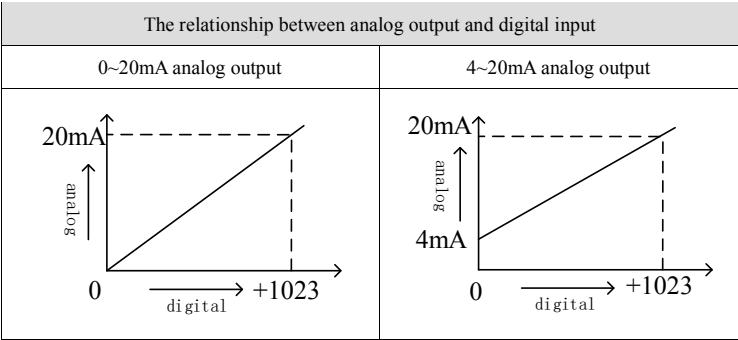 The relationship between analog output and digital input
0~20mA analog output
4~20mA analog output
20mA
analog
0
digital
+1023
20mA
analog
4mA
0
digital
+1023